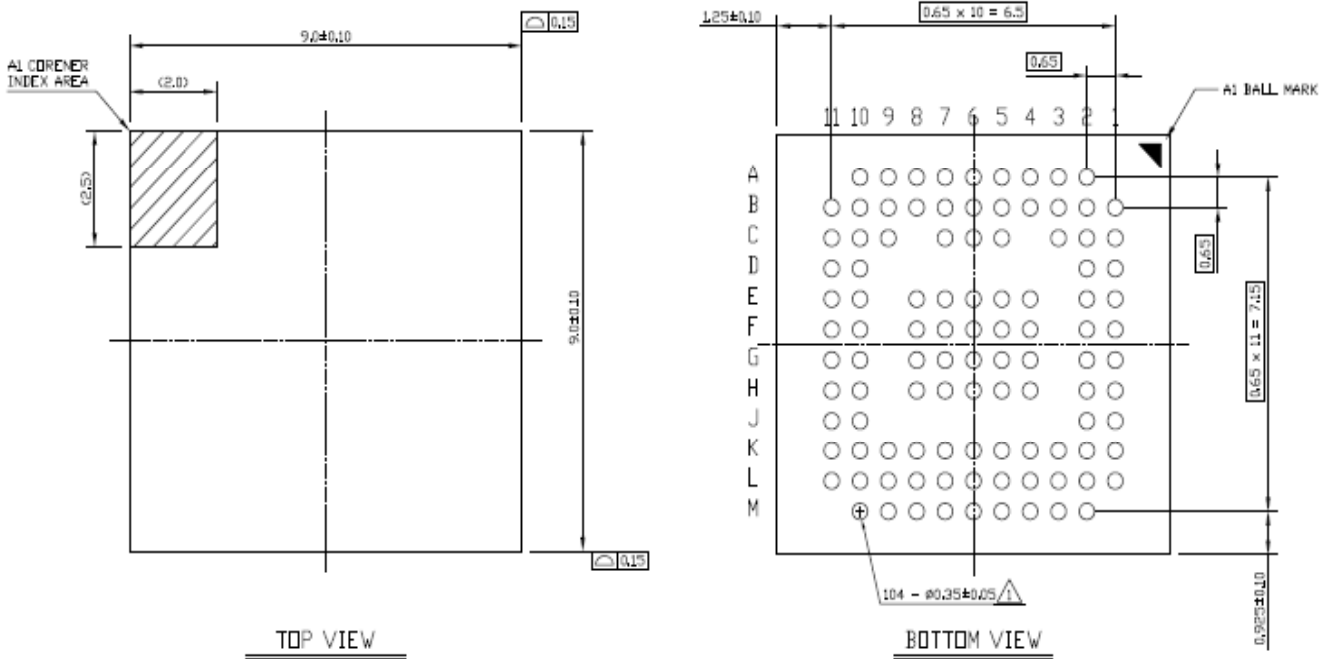 9.0±0.10
⌓ 0.15
A1 CORENER
INDEX AREA
(2.0)
(2.5)
9.0±0.10
⌓ 0.15
TOP VIEW
1.25±0.10
0.65 x 10 = 6.5
0.65
A1 BALL MARK
11 10 9 8 7 6 5 4 3 2 1
A
B
C
D
E
F
G
H
J
K
L
M
0.65
0.65 x 11 = 7.15
0.925±0.10
104 - ø0.35±0.05 1
BOTTOM VIEW